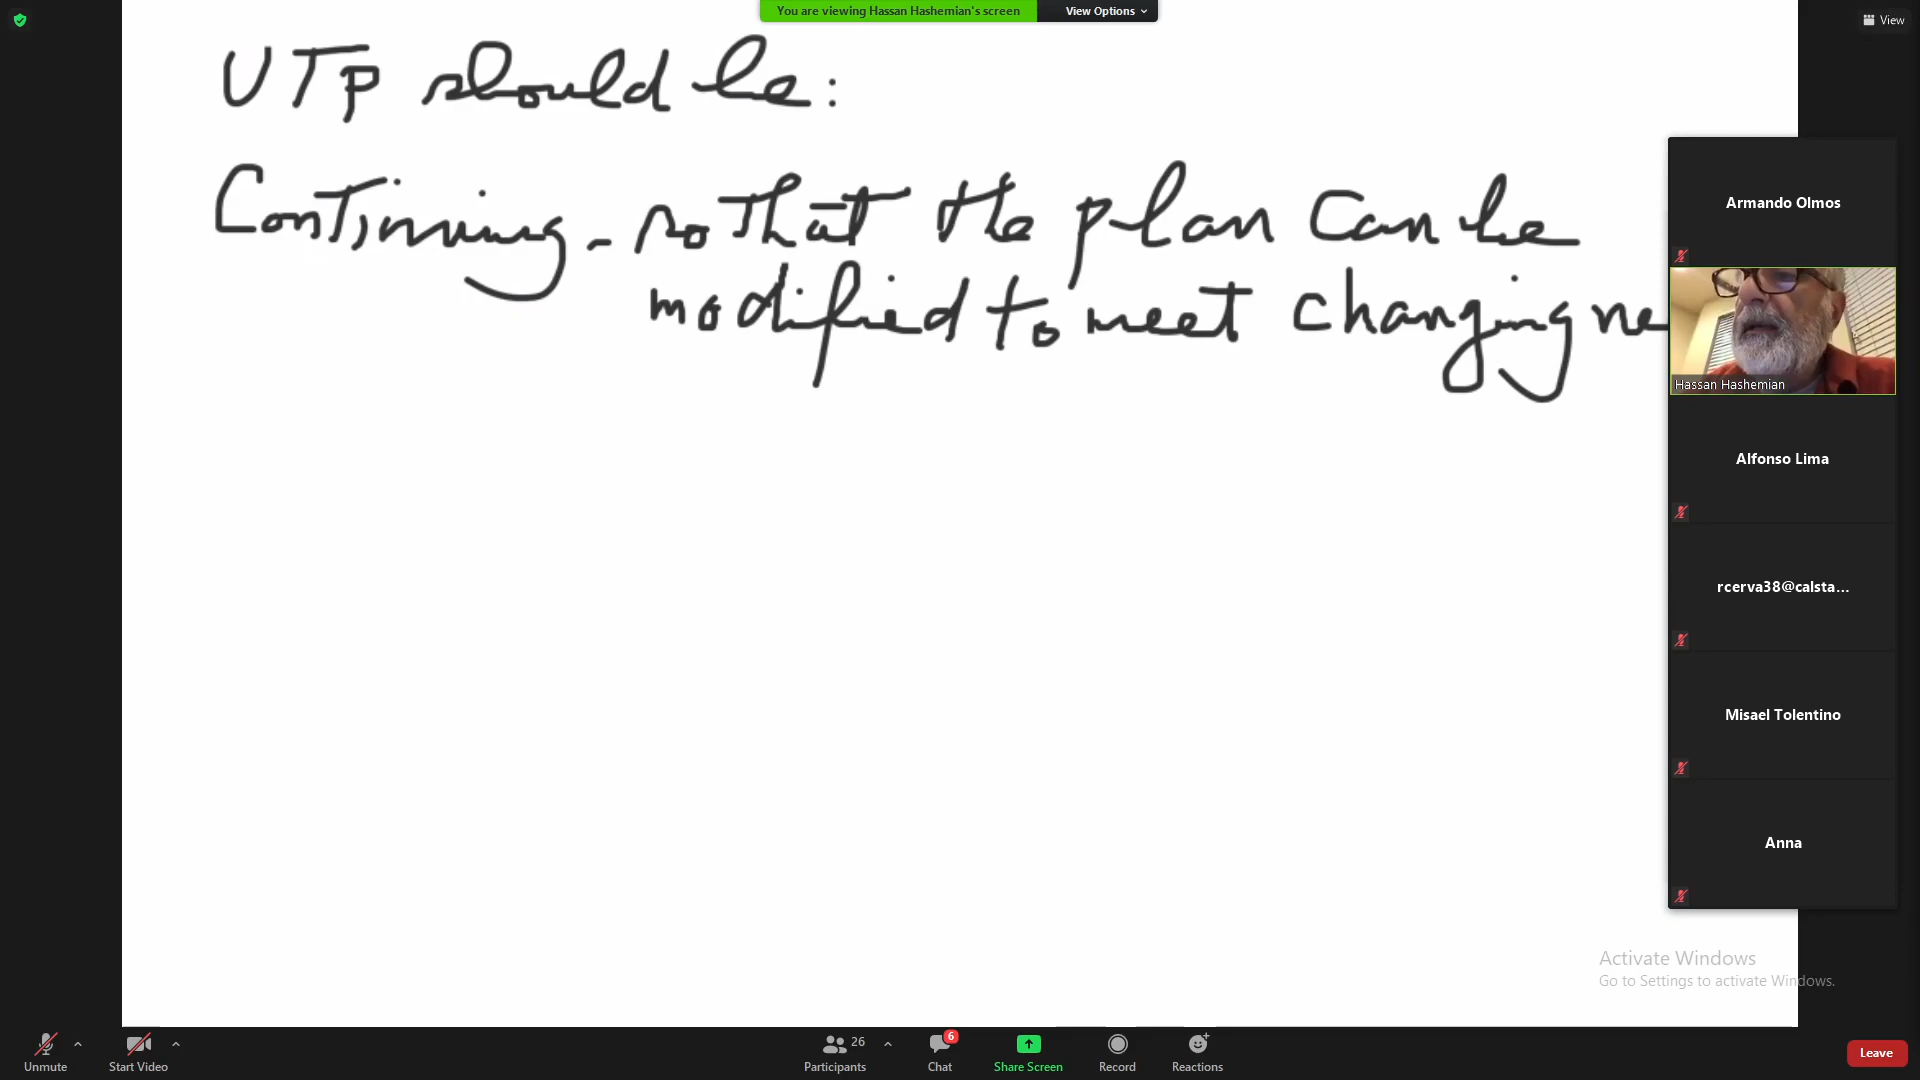 You are viewing Hassan Hashemian's screen
View Options
View
UTP should be:
Continuing - so that the plan can be
modified to meet changing ne
Armando Olmos
Hassan Hashemian
Alfonso Lima
rcerva38@calsta...
Misael Tolentino
Anna
Activate Windows
Go to Settings to activate Windows.
Unmute
Start Video
26
Participants
6
Chat
Share Screen
Record
Reactions
Leave